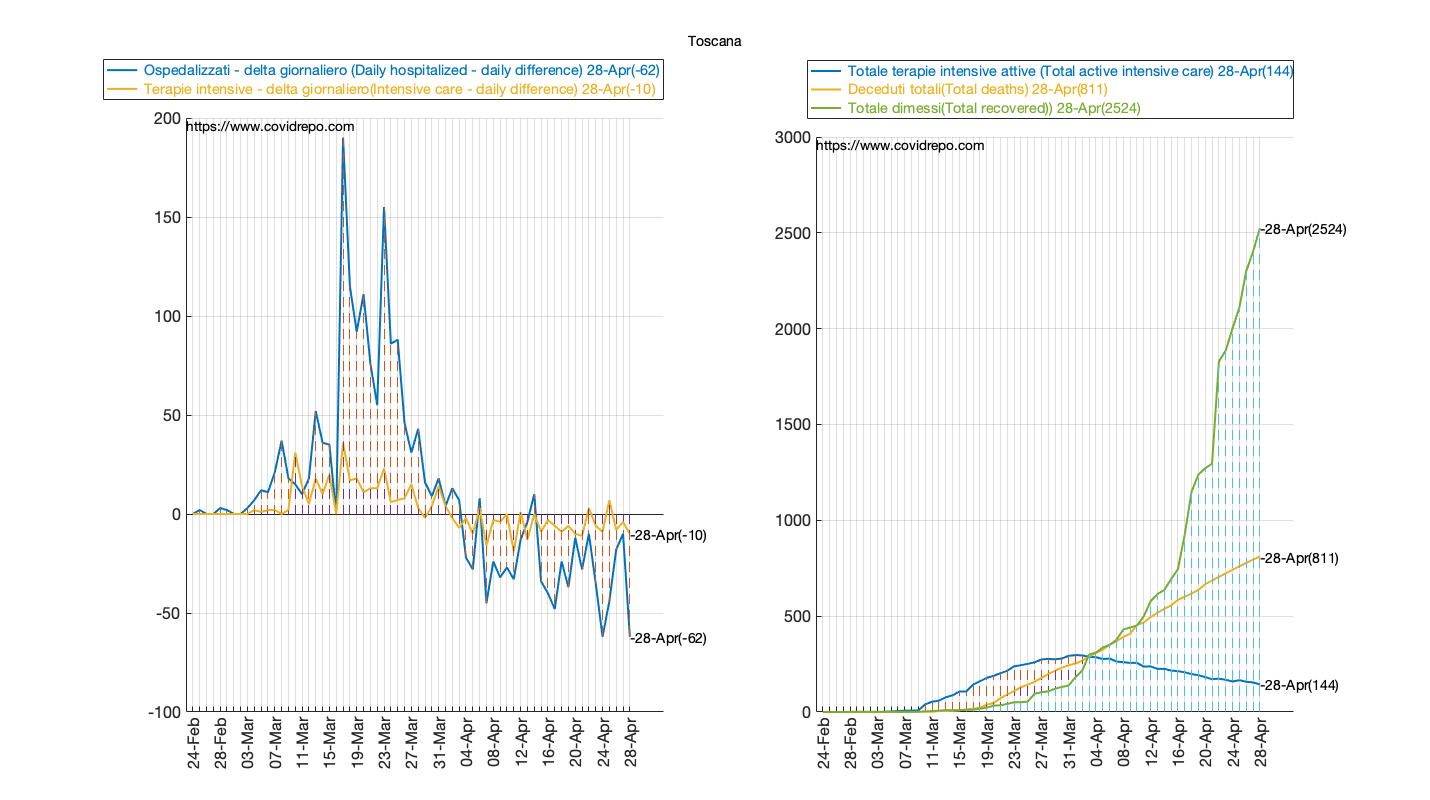 Toscana
Ospedalizzati - delta giornaliero (Daily hospitalized - daily difference) 28-Apr(-62)
Terapie intensive - delta giornaliero(Intensive care - daily difference) 28-Apr(-10)
200
https://www.covidrepo.com
150
100
50
0
-28-Apr(-10)
-50
-28-Apr(-62)
-100
24-Feb
28-Feb
03-Mar
07-Mar
11-Mar
15-Mar
19-Mar
23-Mar
27-Mar
31-Mar
04-Apr
08-Apr
12-Apr
16-Apr
20-Apr
24-Apr
28-Apr
Totale terapie intensive attive (Total active intensive care) 28-Apr(144)
Deceduti totali(Total deaths) 28-Apr(811)
Totale dimessi(Total recovered)) 28-Apr(2524)
3000
https://www.covidrepo.com
2500
-28-Apr(2524)
2000
1500
1000
-28-Apr(811)
500
-28-Apr(144)
0
24-Feb
28-Feb
03-Mar
07-Mar
11-Mar
15-Mar
19-Mar
23-Mar
27-Mar
31-Mar
04-Apr
08-Apr
12-Apr
16-Apr
20-Apr
24-Apr
28-Apr